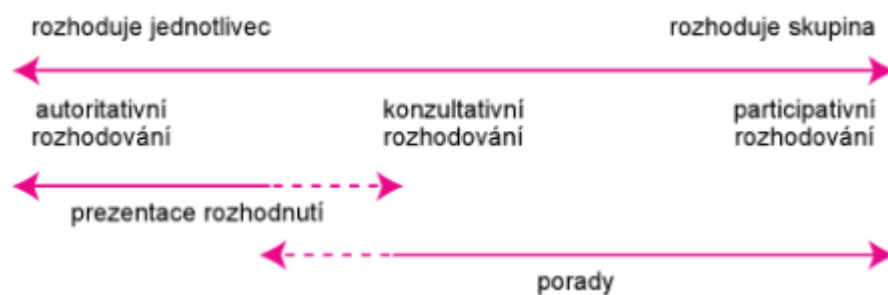 rozhoduje jednotlivec
rozhoduje skupina
autoritativní
rozhodování
konzultativní
rozhodování
participativní
rozhodování
prezentace rozhodnutí
porady